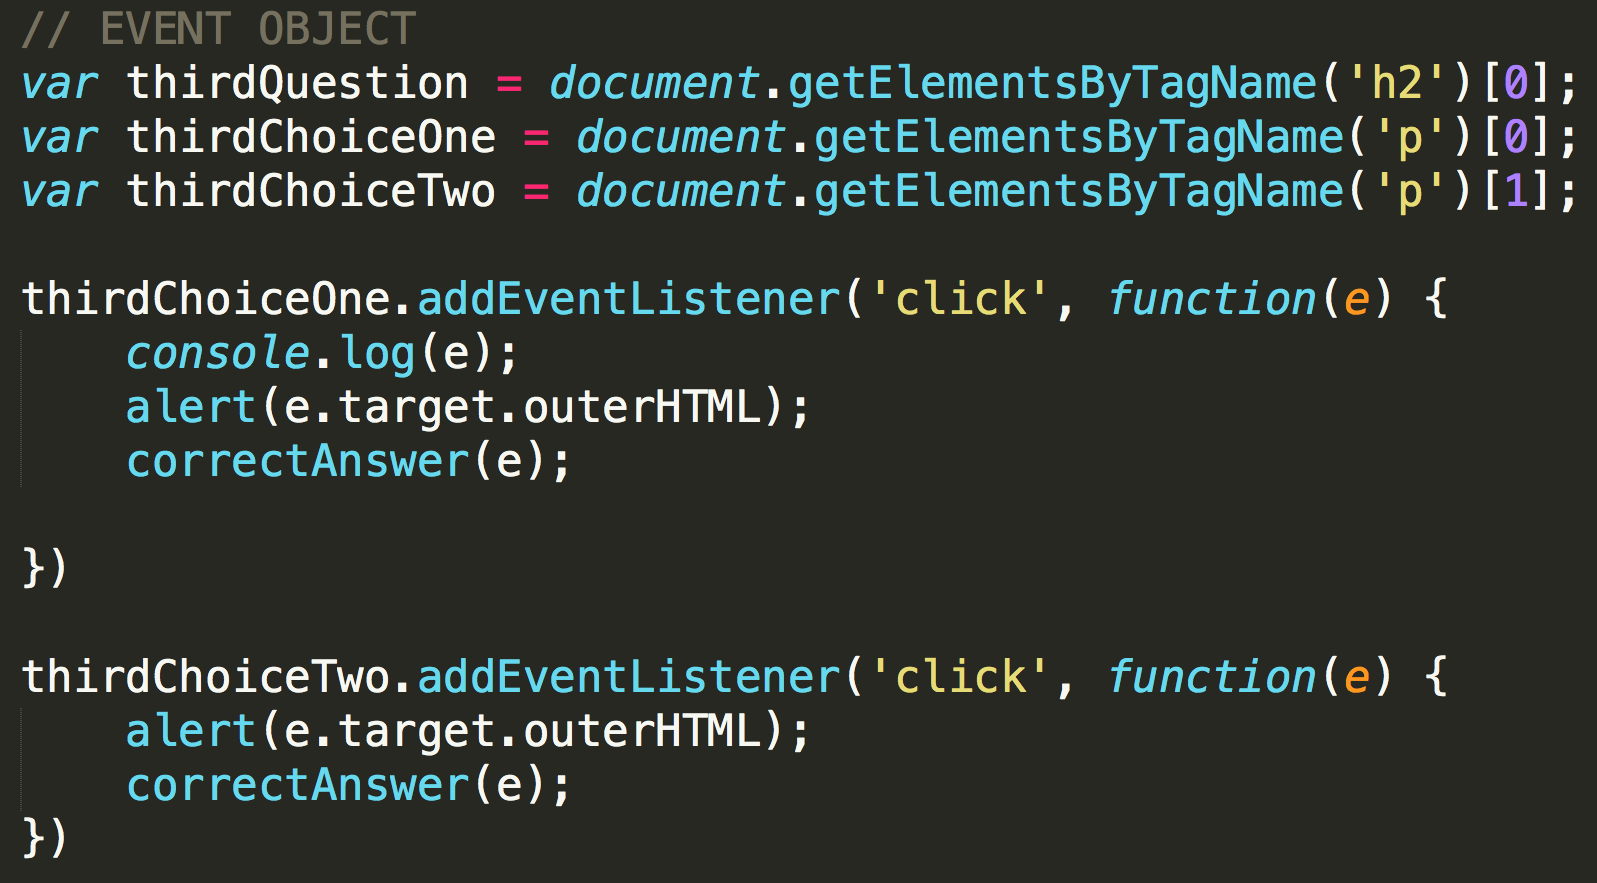 // EVENT OBJECT
var thirdQuestion = document.getElementsByTagName('h2')[0];
var thirdChoiceOne = document.getElementsByTagName('p')[0];
var thirdChoiceTwo = document.getElementsByTagName('p')[1];
thirdChoiceOne.addEventListener('click', function(e) {
    console.log(e);
    alert(e.target.outerHTML);
    correctAnswer(e);
})
thirdChoiceTwo.addEventListener('click', function(e) {
    alert(e.target.outerHTML);
    correctAnswer(e);
})